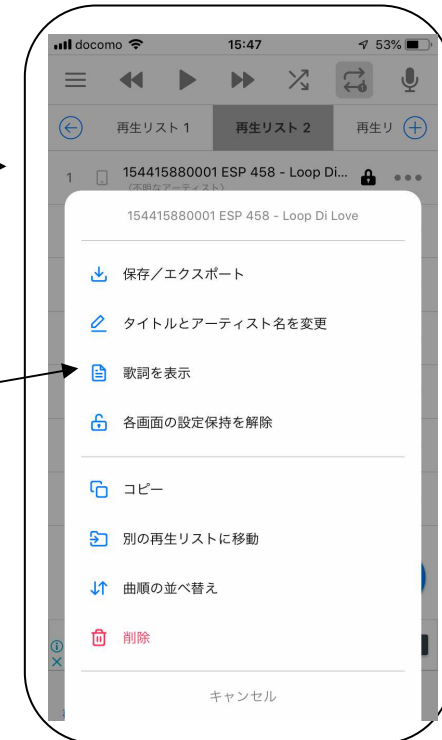 docomo 15:47 53%
再生リスト 1 再生リスト 2 再生リ
1 154415880001 ESP 458 - Loop Di...
（不明なアーティスト）
154415880001 ESP 458 - Loop Di Love
保存／エクスポート
タイトルとアーティスト名を変更
歌詞を表示
各画面の設定保持を解除
コピー
別の再生リストに移動
曲順の並べ替え
削除
キャンセル